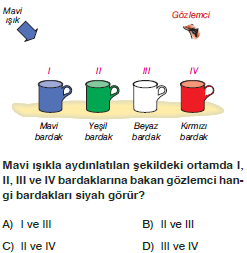 Mavi
ışık
Gözlemci
I II III IV
Mavi
bardak
Yeşil
bardak
Beyaz
bardak
Kırmızı
bardak
Mavi ışıkla aydınlatılan şekildeki ortamda I,
II, III ve IV bardaklarına bakan gözlemci han-
gi bardakları siyah görür?
A) I ve III
B) II ve III
C) II ve IV
D) III ve IV